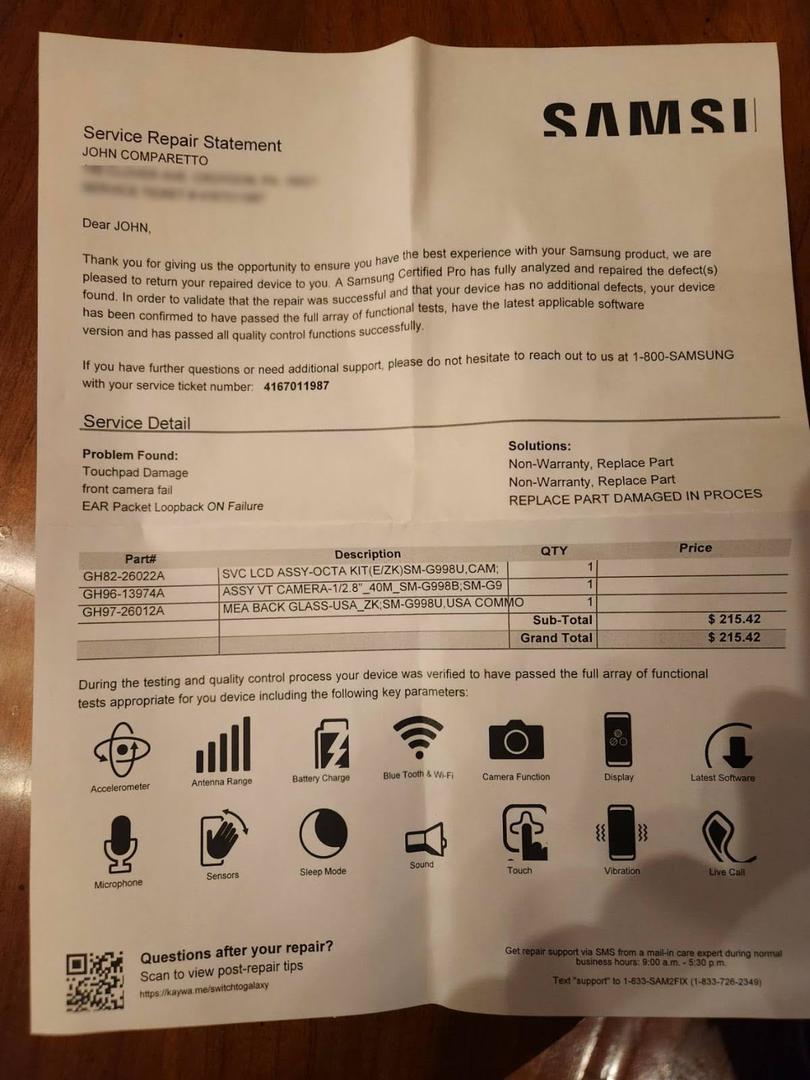 SAMSU
Service Repair Statement
JOHN COMPARETTO
Dear JOHN,
Thank you for giving us the opportunity to ensure you have the best experience with your Samsung product, we are
pleased to return your repaired device to you. A Samsung Certified Pro has fully analyzed and repaired the defect(s)
found. In order to validate that the repair was successful and that your device has no additional defects, your device
has been confirmed to have passed the full array of functional tests, have the latest applicable software
version and has passed all quality control functions successfully.
If you have further questions or need additional support, please do not hesitate to reach out to us at 1-800-SAMSUNG
with your service ticket number: 4167011987
Service Detail
Problem Found:
Touchpad Damage
front camera fail
EAR Packet Loopback ON Failure
Solutions:
Non-Warranty, Replace Part
Non-Warranty, Replace Part
REPLACE PART DAMAGED IN PROCES
Part# Description QTY Price
GH82-26022A SVC LCD ASSY-OCTA KIT(E/ZK)SM-G998U,CAM; 1
GH96-13974A ASSY VT CAMERA-1/2.8"_40M_SM-G998B;SM-G9 1
GH97-26012A MEA BACK GLASS-USA_ZK;SM-G998U,USA COMMO 1
Sub-Total $ 215.42
Grand Total $ 215.42
During the testing and quality control process your device was verified to have passed the full array of functional
tests appropriate for you device including the following key parameters:
Accelerometer
Antenna Range
Battery Charge
Blue Tooth & Wi-Fi
Camera Function
Display
Latest Software
Microphone
Sensors
Sleep Mode
Sound
Touch
Vibration
Live Call
Questions after your repair?
Scan to view post-repair tips
https://kaywa.me/switchtogalaxy
Get repair support via SMS from a mail-in care expert during normal
business hours: 9:00 a.m. - 5:30 p.m.
Text "support" to 1-833-SAM2FIX (1-833-726-2349)